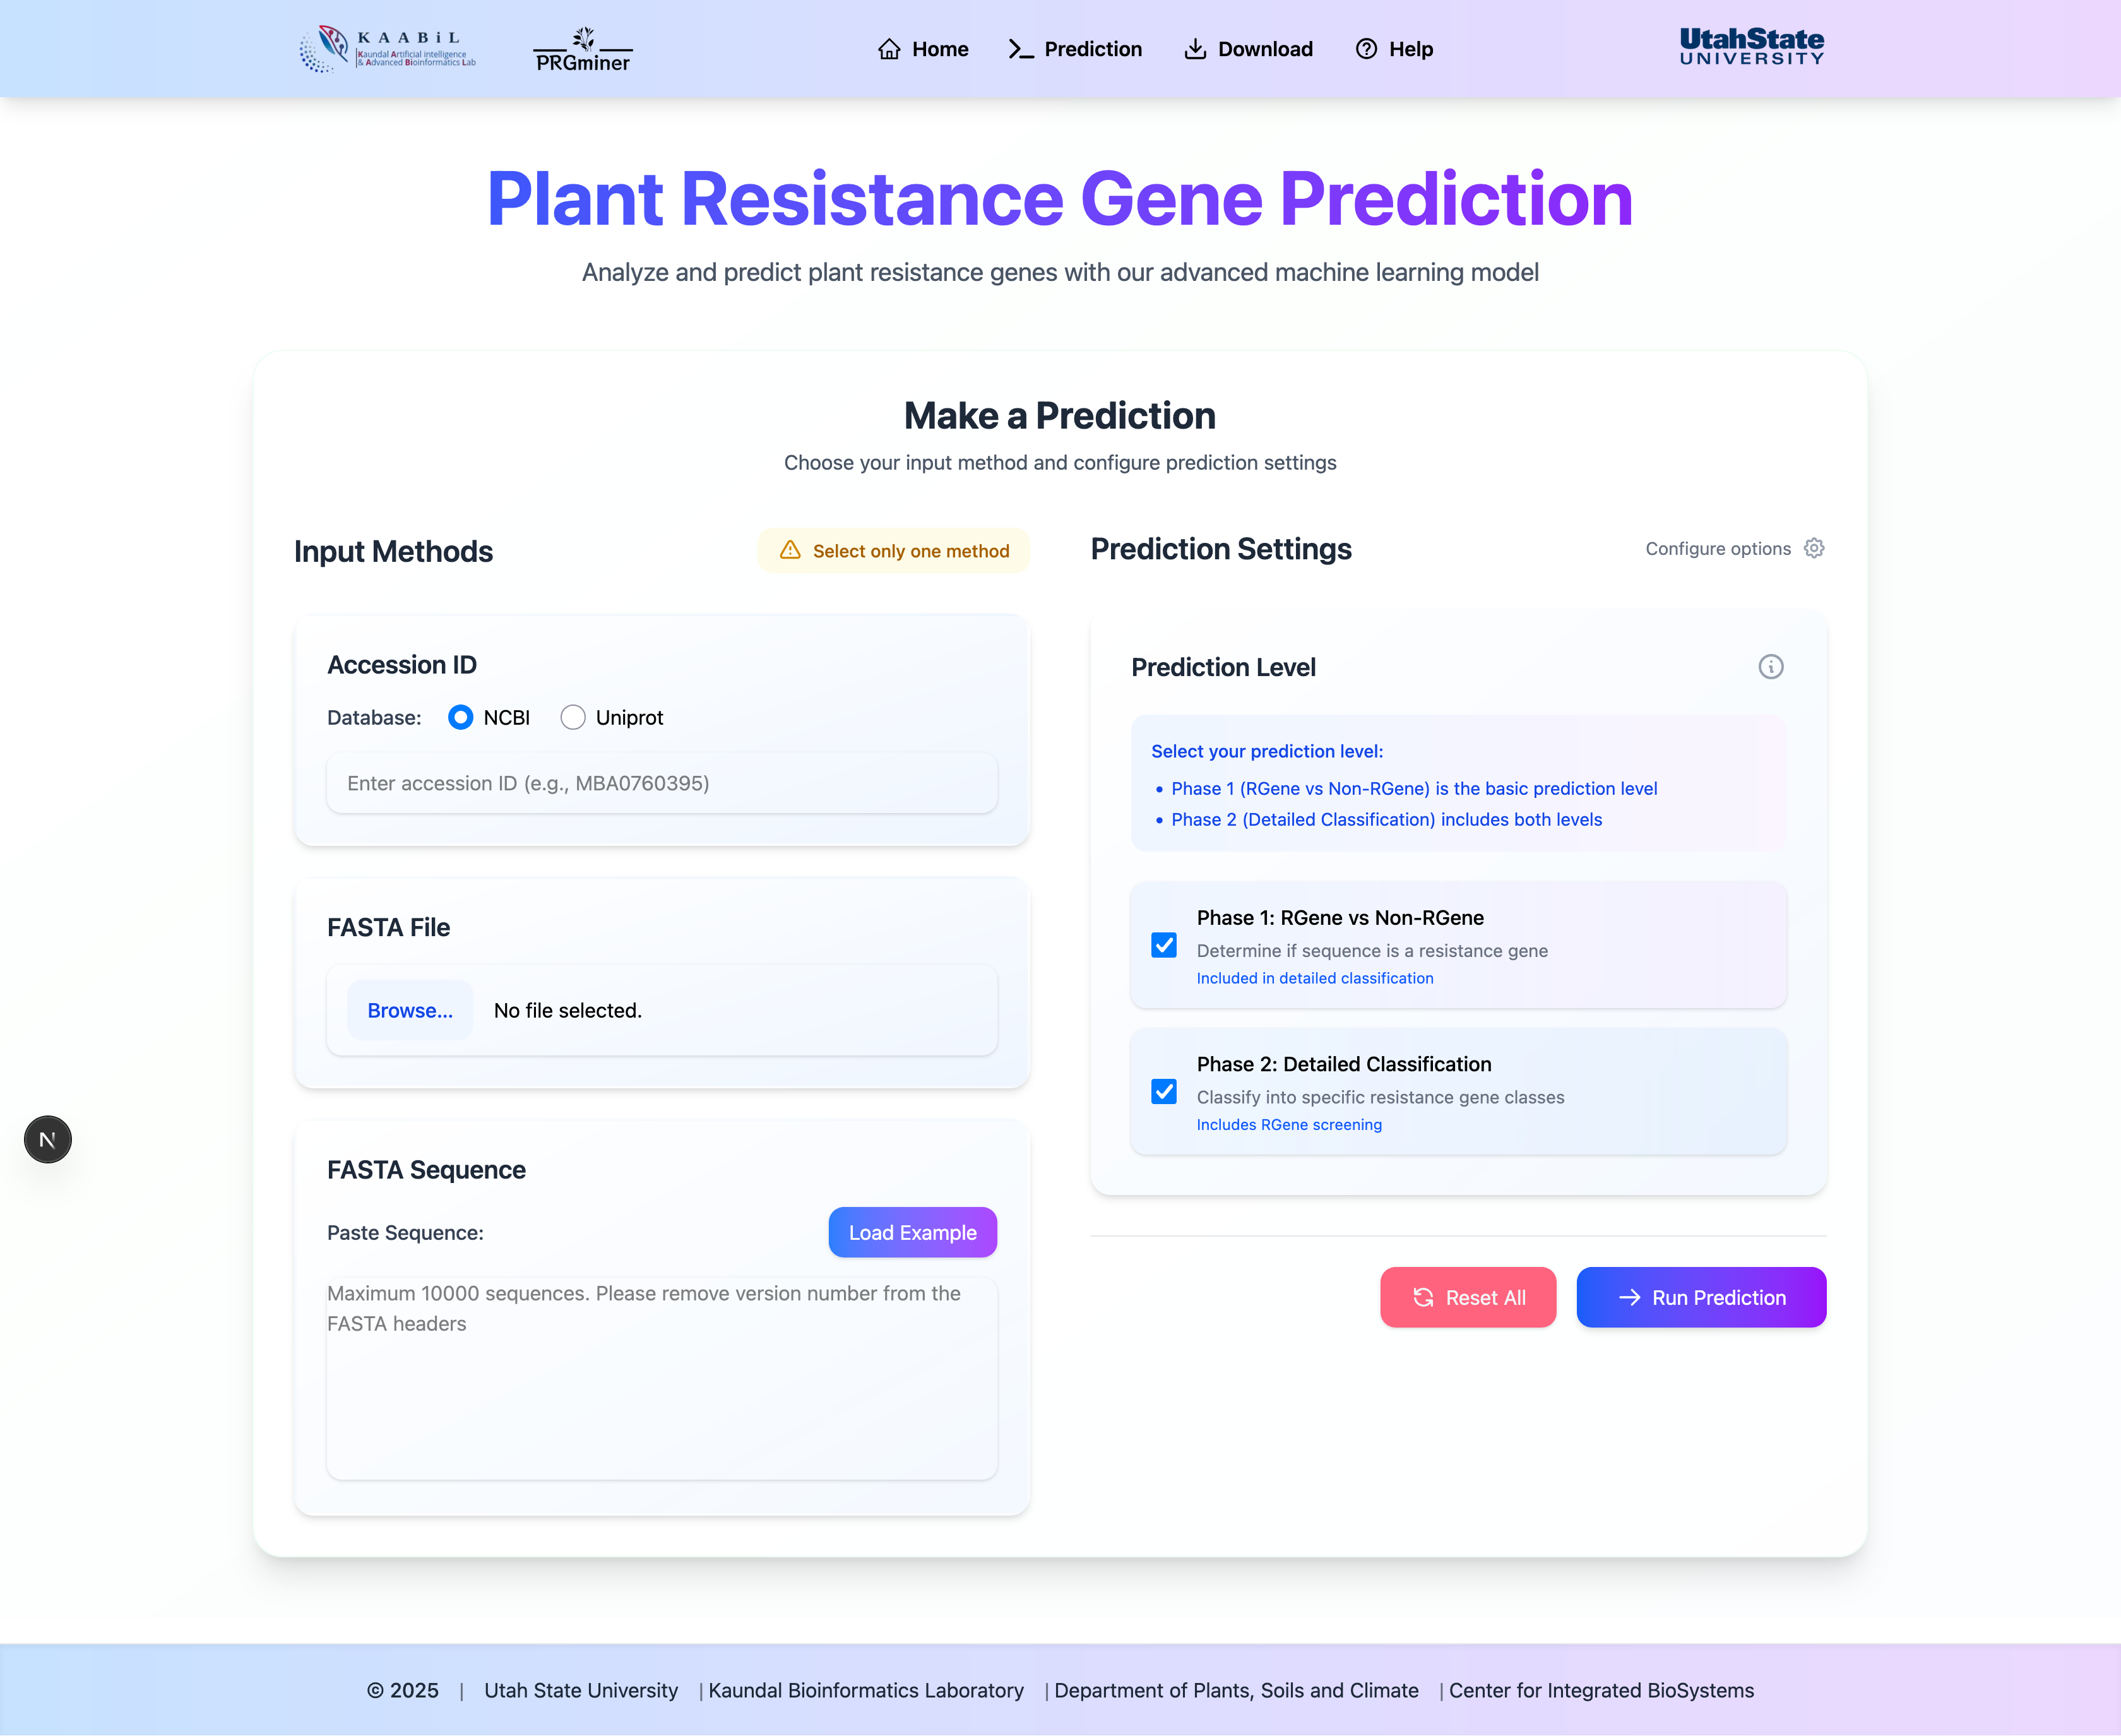 KAABiL
Kaundal Artificial intelligence
& Advanced Bioinformatics Lab
PRGminer
Home
Prediction
Download
Help
UtahState
UNIVERSITY
Plant Resistance Gene Prediction
Analyze and predict plant resistance genes with our advanced machine learning model
Make a Prediction
Choose your input method and configure prediction settings
Input Methods
Select only one method
Accession ID
Database:
NCBI
Uniprot
Enter accession ID (e.g., MBA0760395)
FASTA File
Browse...
No file selected.
FASTA Sequence
Paste Sequence:
Load Example
Maximum 10000 sequences. Please remove version number from the
FASTA headers
Prediction Settings
Configure options
Prediction Level
Select your prediction level:
• Phase 1 (RGene vs Non-RGene) is the basic prediction level
• Phase 2 (Detailed Classification) includes both levels
Phase 1: RGene vs Non-RGene
Determine if sequence is a resistance gene
Included in detailed classification
Phase 2: Detailed Classification
Classify into specific resistance gene classes
Includes RGene screening
Reset All
Run Prediction
N
© 2025 | Utah State University | Kaundal Bioinformatics Laboratory | Department of Plants, Soils and Climate | Center for Integrated BioSystems